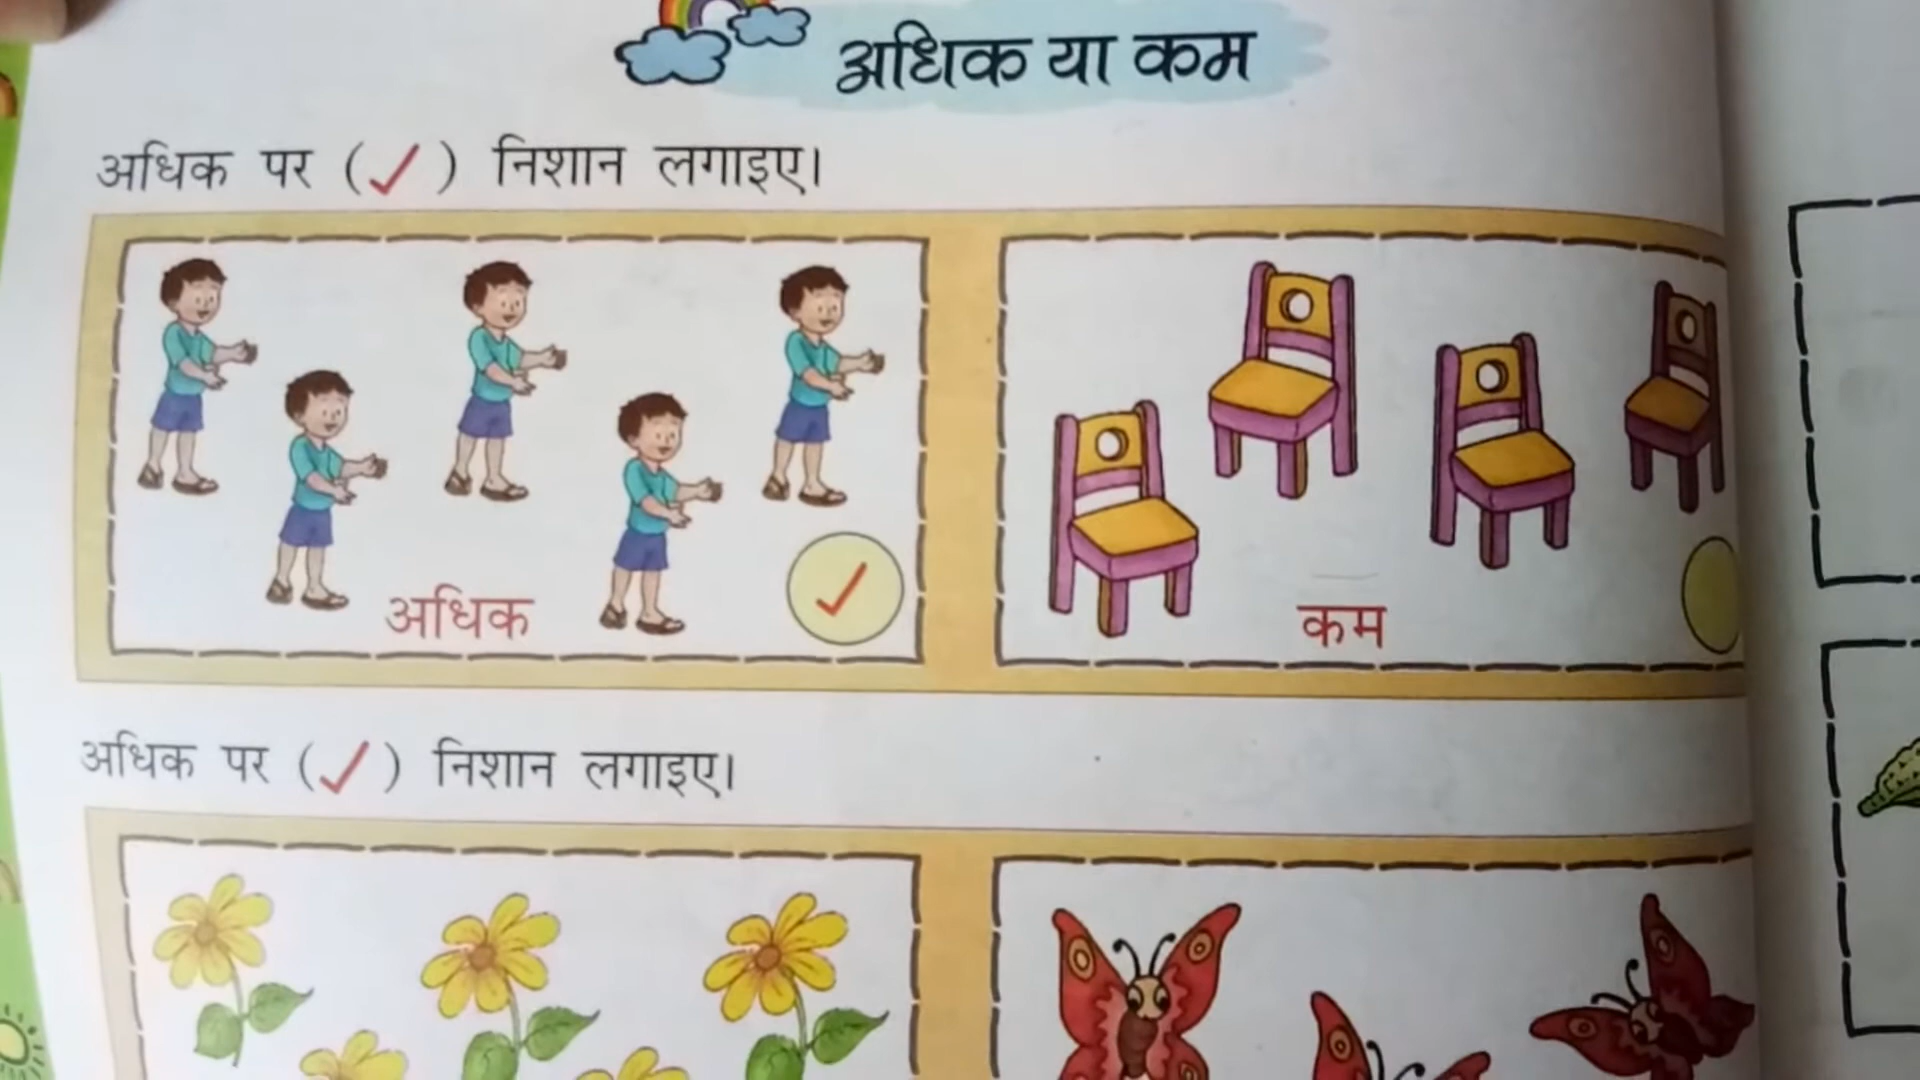 अधिक या कम
अधिक पर (✓) निशान लगाइए।
अधिक
कम
अधिक पर (✓) निशान लगाइए।